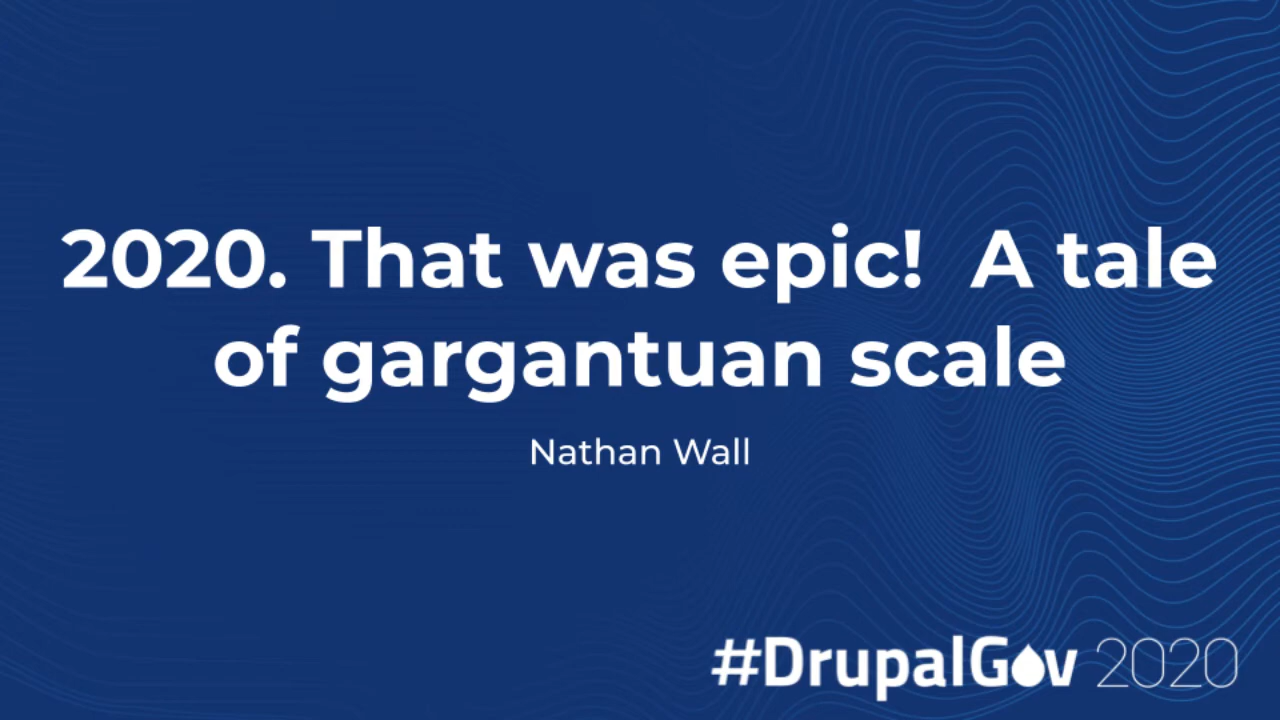 2020. That was epic!  A tale
of gargantuan scale
Nathan Wall
#DrupalGov 2020